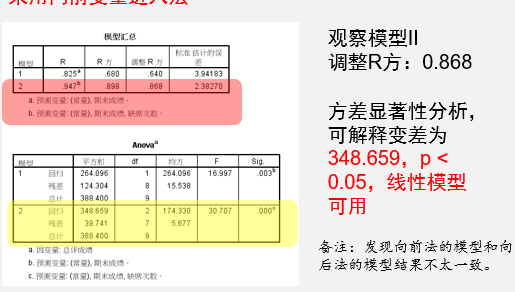 采用向前变量进入法
模型汇总
模型 R R 方 调整 R 方 标准 估计的误差
1 .825a .680 .640 3.94183
2 .947b .898 .868 2.38270
a. 预测变量: (常量), 期末成绩。
b. 预测变量: (常量), 期末成绩, 缺席次数。
Anovaa
模型 平方和 df 均方 F Sig.
1 回归 264.096 1 264.096 16.997 .003b
残差 124.304 8 15.538
总计 388.400 9
2 回归 348.659 2 174.330 30.707 .000c
残差 39.741 7 5.677
总计 388.400 9
a. 因变量: 总评成绩
b. 预测变量: (常量), 期末成绩。
c. 预测变量: (常量), 期末成绩, 缺席次数。
观察模型II
调整R方：0.868
方差显著性分析，
可解释变差为
348.659，p <
0.05，线性模型
可用
备注：发现向前法的模型和向
后法的模型结果不太一致。